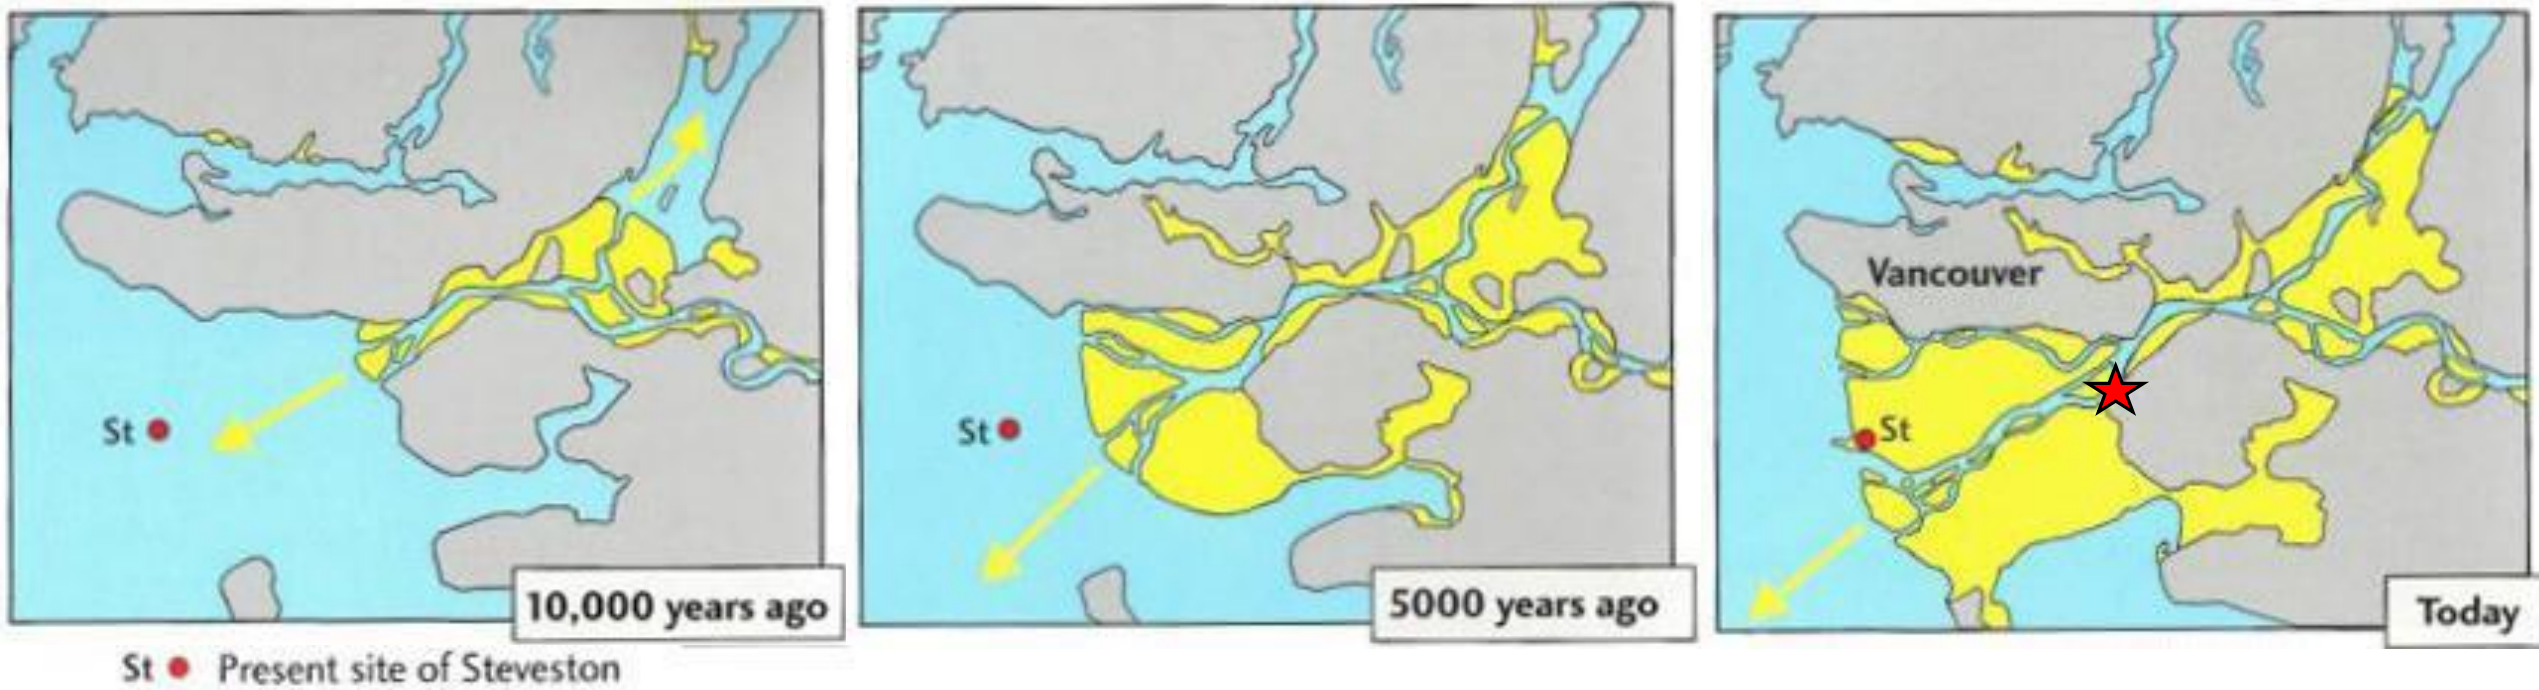 St
10,000 years ago
St
5000 years ago
Vancouver
St
Today
St Present site of Steveston